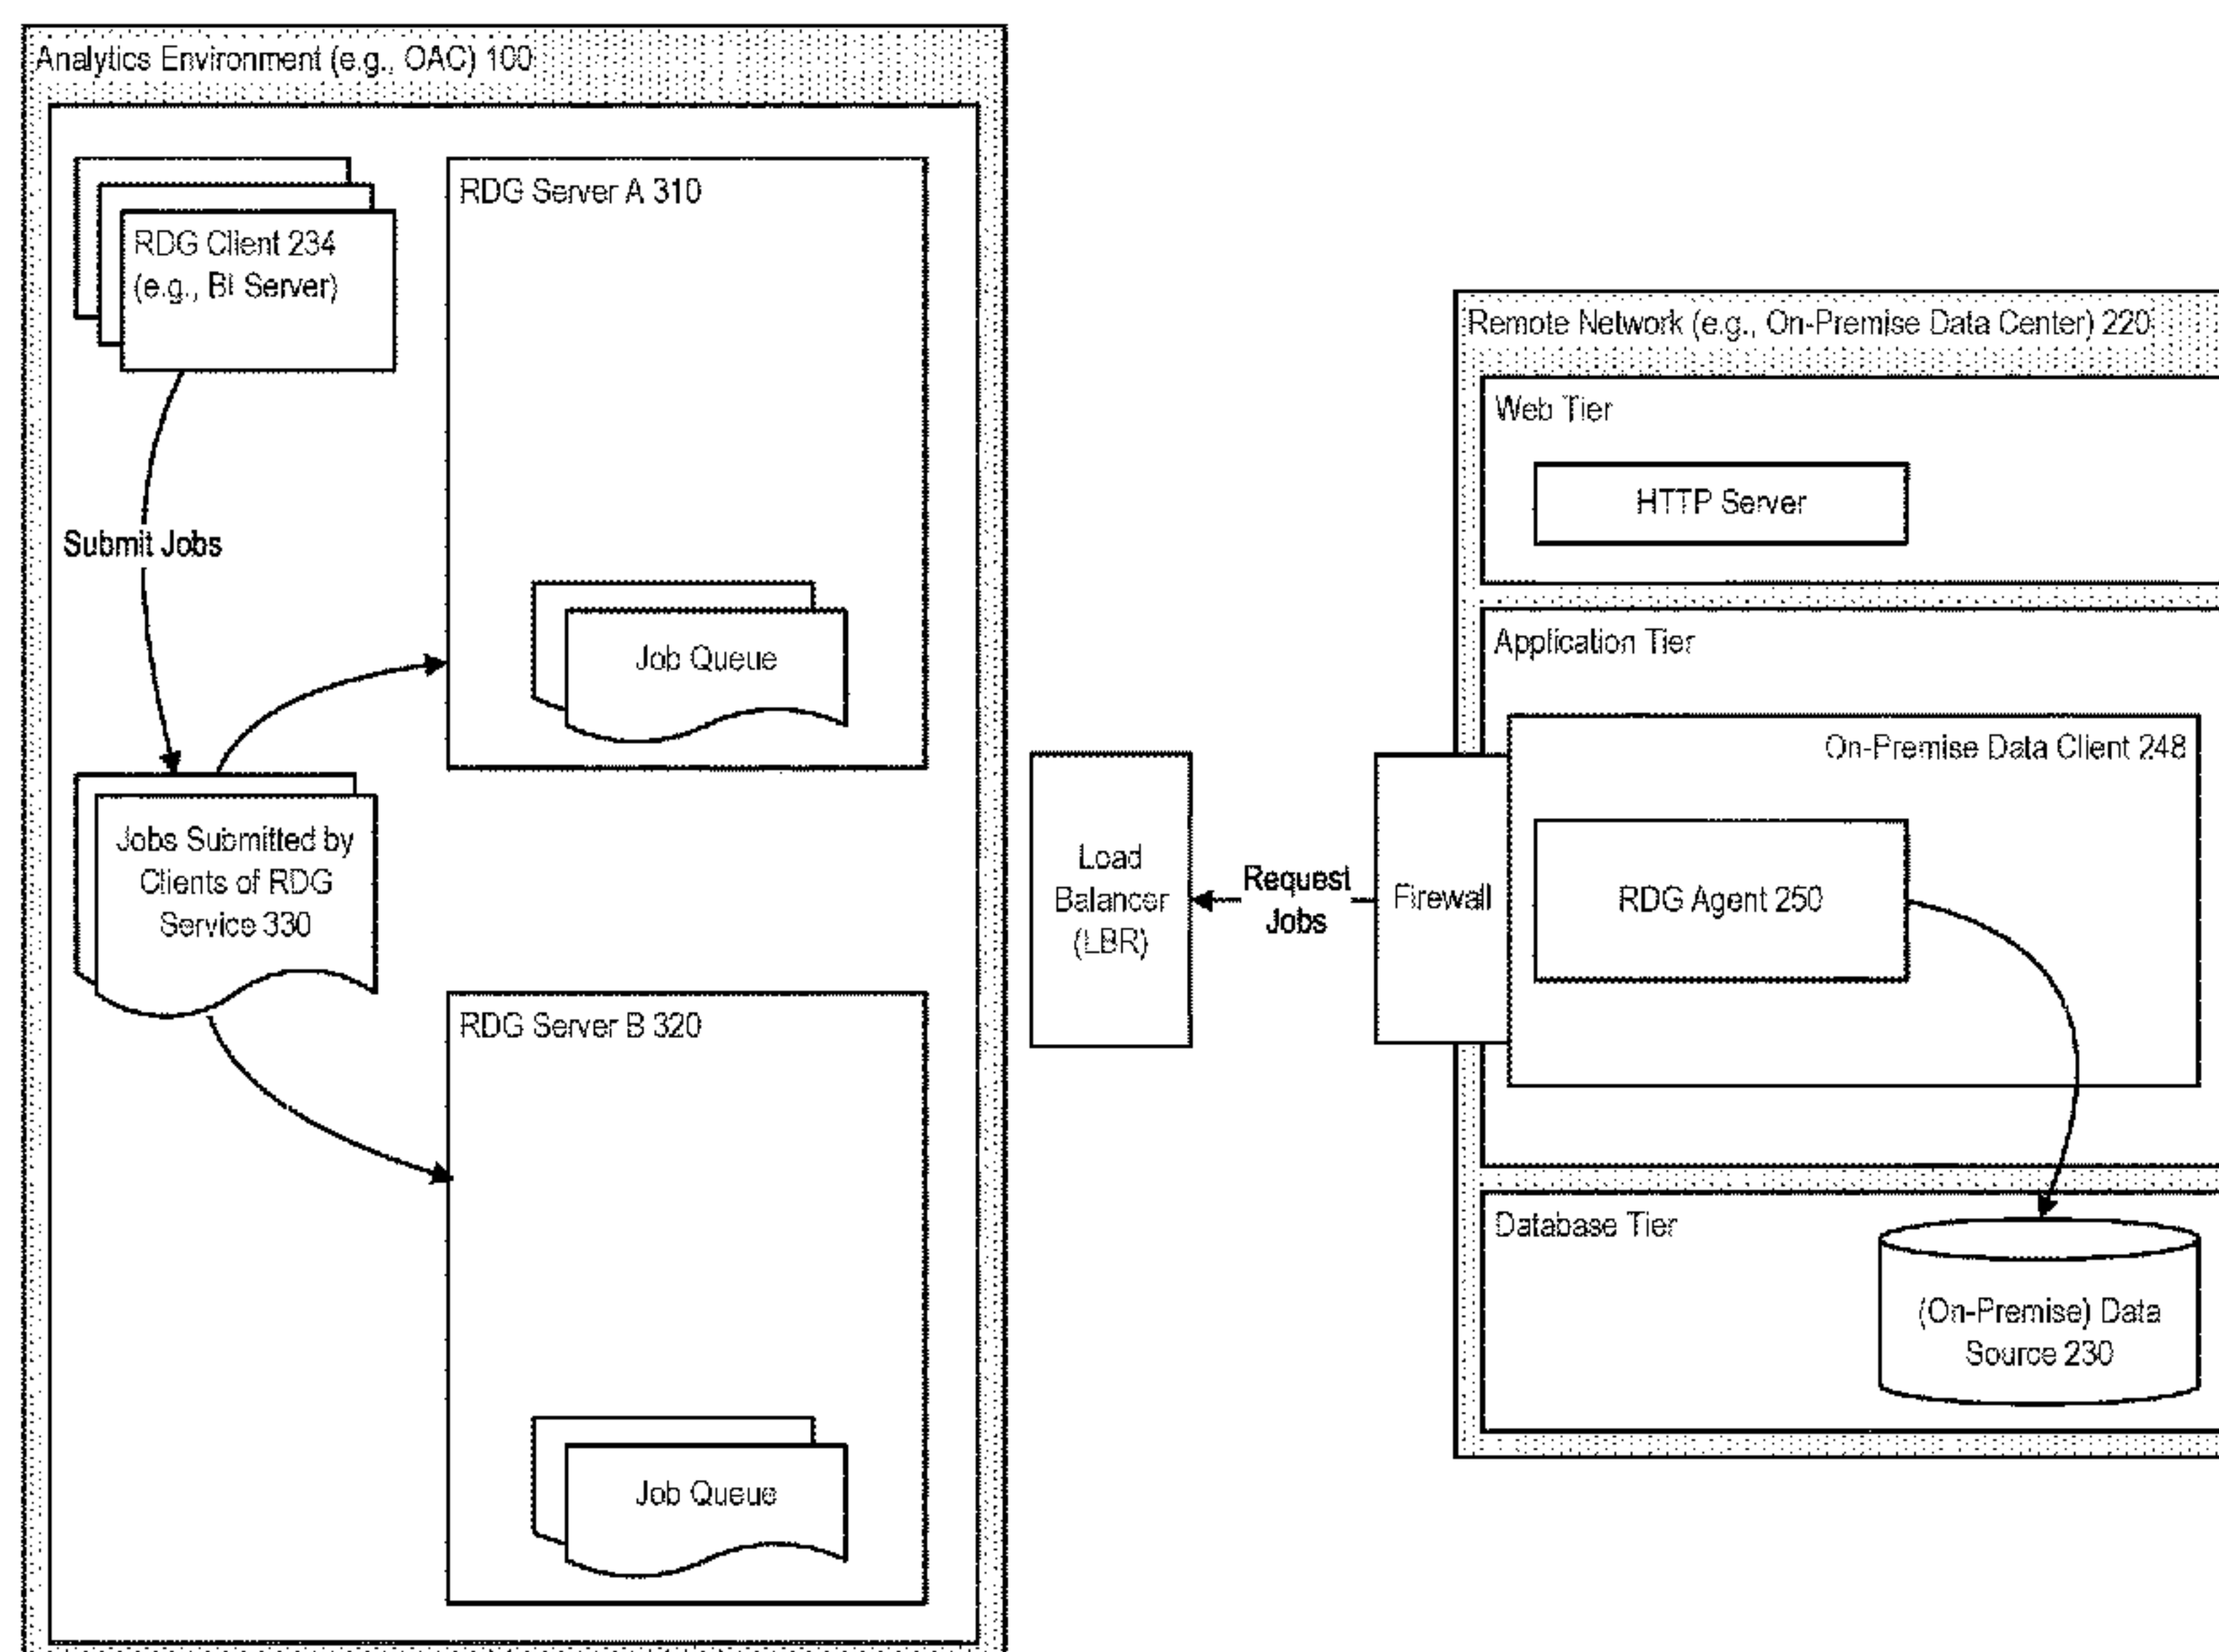 Analytics Environment (e.g., OAC) 100
RDG Client 234
(e.g., BI Server)
RDG Server A 310
Submit Jobs
Job Queue
Jobs Submitted by
Clients of RDG
Service 330
RDG Server B 320
Job Queue
Load
Balancer
(LBR)
Request
Jobs
Firewall
Remote Network (e.g., On-Premise Data Center) 220
Web Tier
HTTP Server
Application Tier
On-Premise Data Client 248
RDG Agent 250
Database Tier
(On-Premise) Data
Source 230